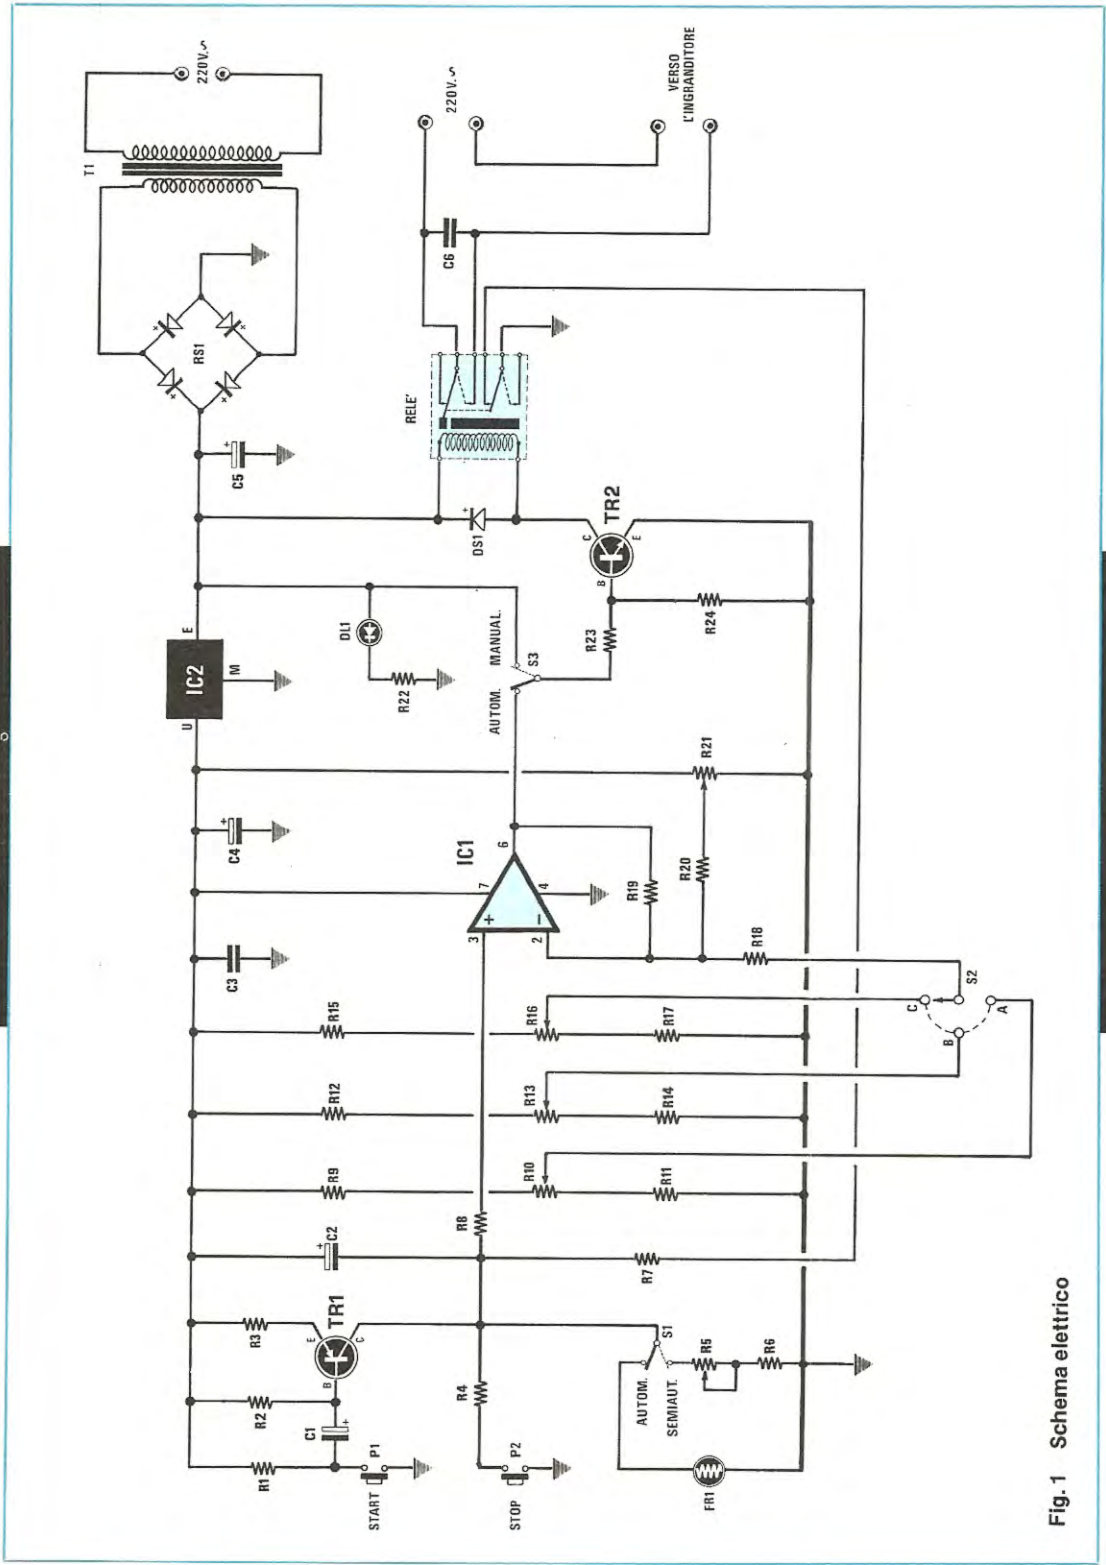 T1
220V.∿
RS1
C5
RELE'
C6
220V.∿
VERSO
L'INGRANDITORE
DS1
C
TR2
B
E
R24
R23
IC2
U
E
M
DL1
R22
MANUAL.
AUTOM.
S3
R21
R20
C4
IC1
7
6
3
+
−
2
4
R19
R18
S2
C
B
A
C3
R15
R16
R17
R12
R13
R14
R9
R10
R11
R8
C2
R7
TR1
R3
E
C
B
R2
C1
R1
P1
START
R4
P2
STOP
S1
AUTOM.
SEMIAUT.
R5
R6
FR1
Fig. 1 Schema elettrico